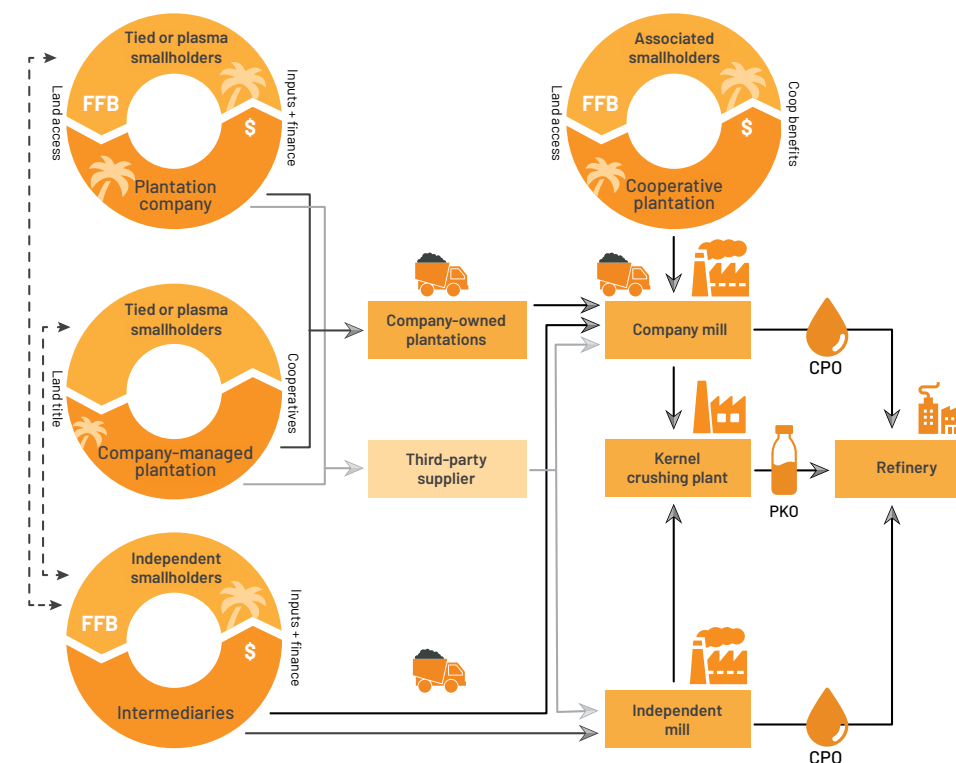 Tied or plasma
smallholders
FFB
$
Land access
Inputs + finance
Plantation
company
Associated
smallholders
FFB
$
Land access
Coop benefits
Cooperative
plantation
Tied or plasma
smallholders
Land title
Cooperatives
Company-managed
plantation
Company-owned
plantations
Company mill
CPO
Third-party
supplier
Kernel
crushing plant
PKO
Refinery
Independent
smallholders
FFB
$
Inputs + finance
Intermediaries
Independent
mill
CPO